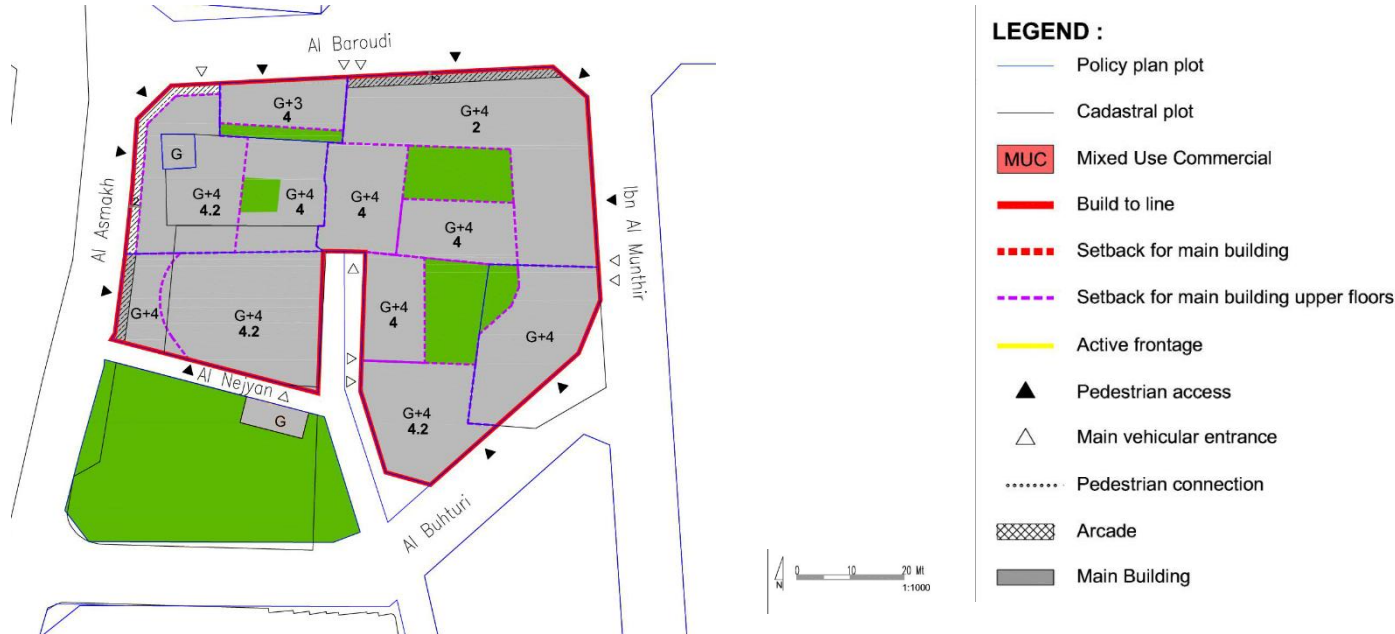 Al Baroudi
G+3
4
G+4
2
G
G+4
4.2
G+4
4
G+4
4
G+4
4
Al Asmakh
Ibn Al Munthir
G+4
G+4
4.2
G+4
4
G+4
Al Nejyan
G
G+4
4.2
Al Buhturi
N
0 10 20 Mt
1:1000
LEGEND :
Policy plan plot
Cadastral plot
MUC Mixed Use Commercial
Build to line
Setback for main building
Setback for main building upper floors
Active frontage
Pedestrian access
Main vehicular entrance
Pedestrian connection
Arcade
Main Building